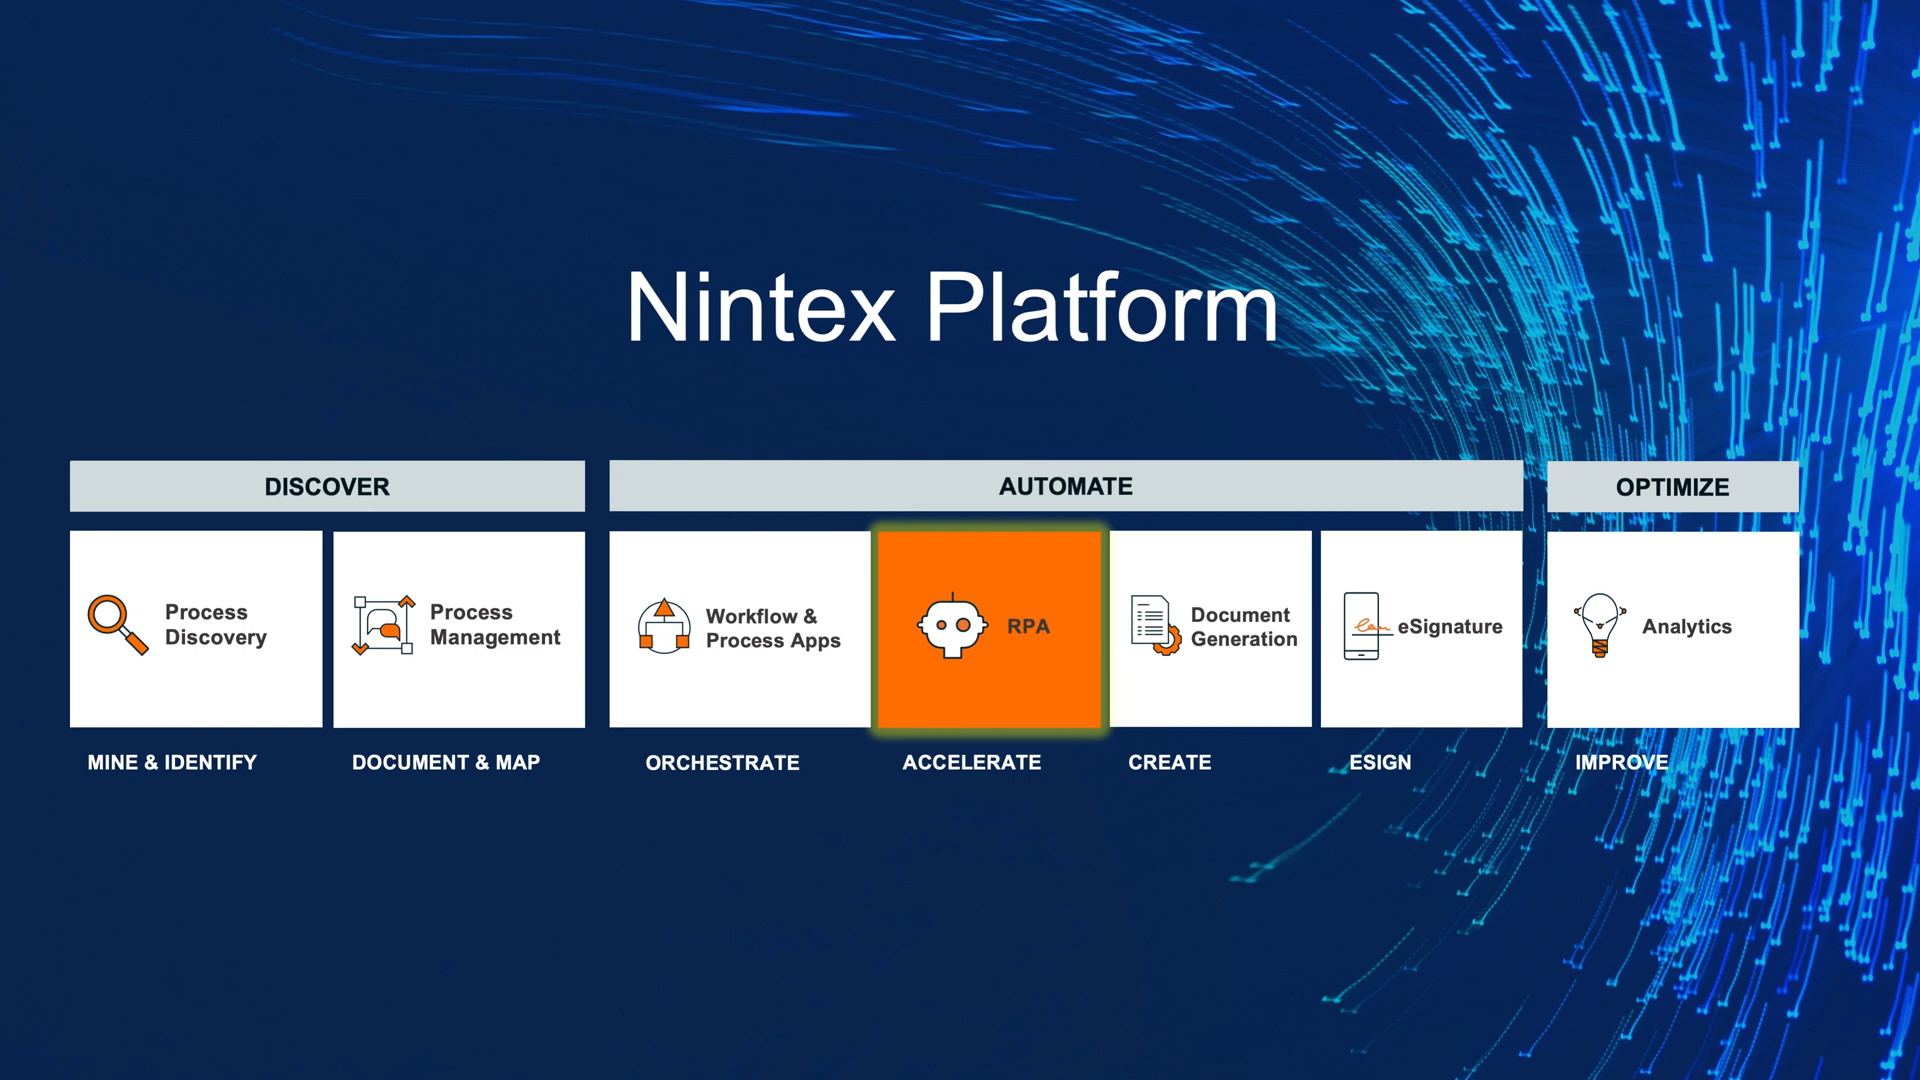 Nintex Platform
DISCOVER
AUTOMATE
OPTIMIZE
Process
Discovery
Process
Management
Workflow &
Process Apps
RPA
Document
Generation
eSignature
Analytics
MINE & IDENTIFY
DOCUMENT & MAP
ORCHESTRATE
ACCELERATE
CREATE
ESIGN
IMPROVE